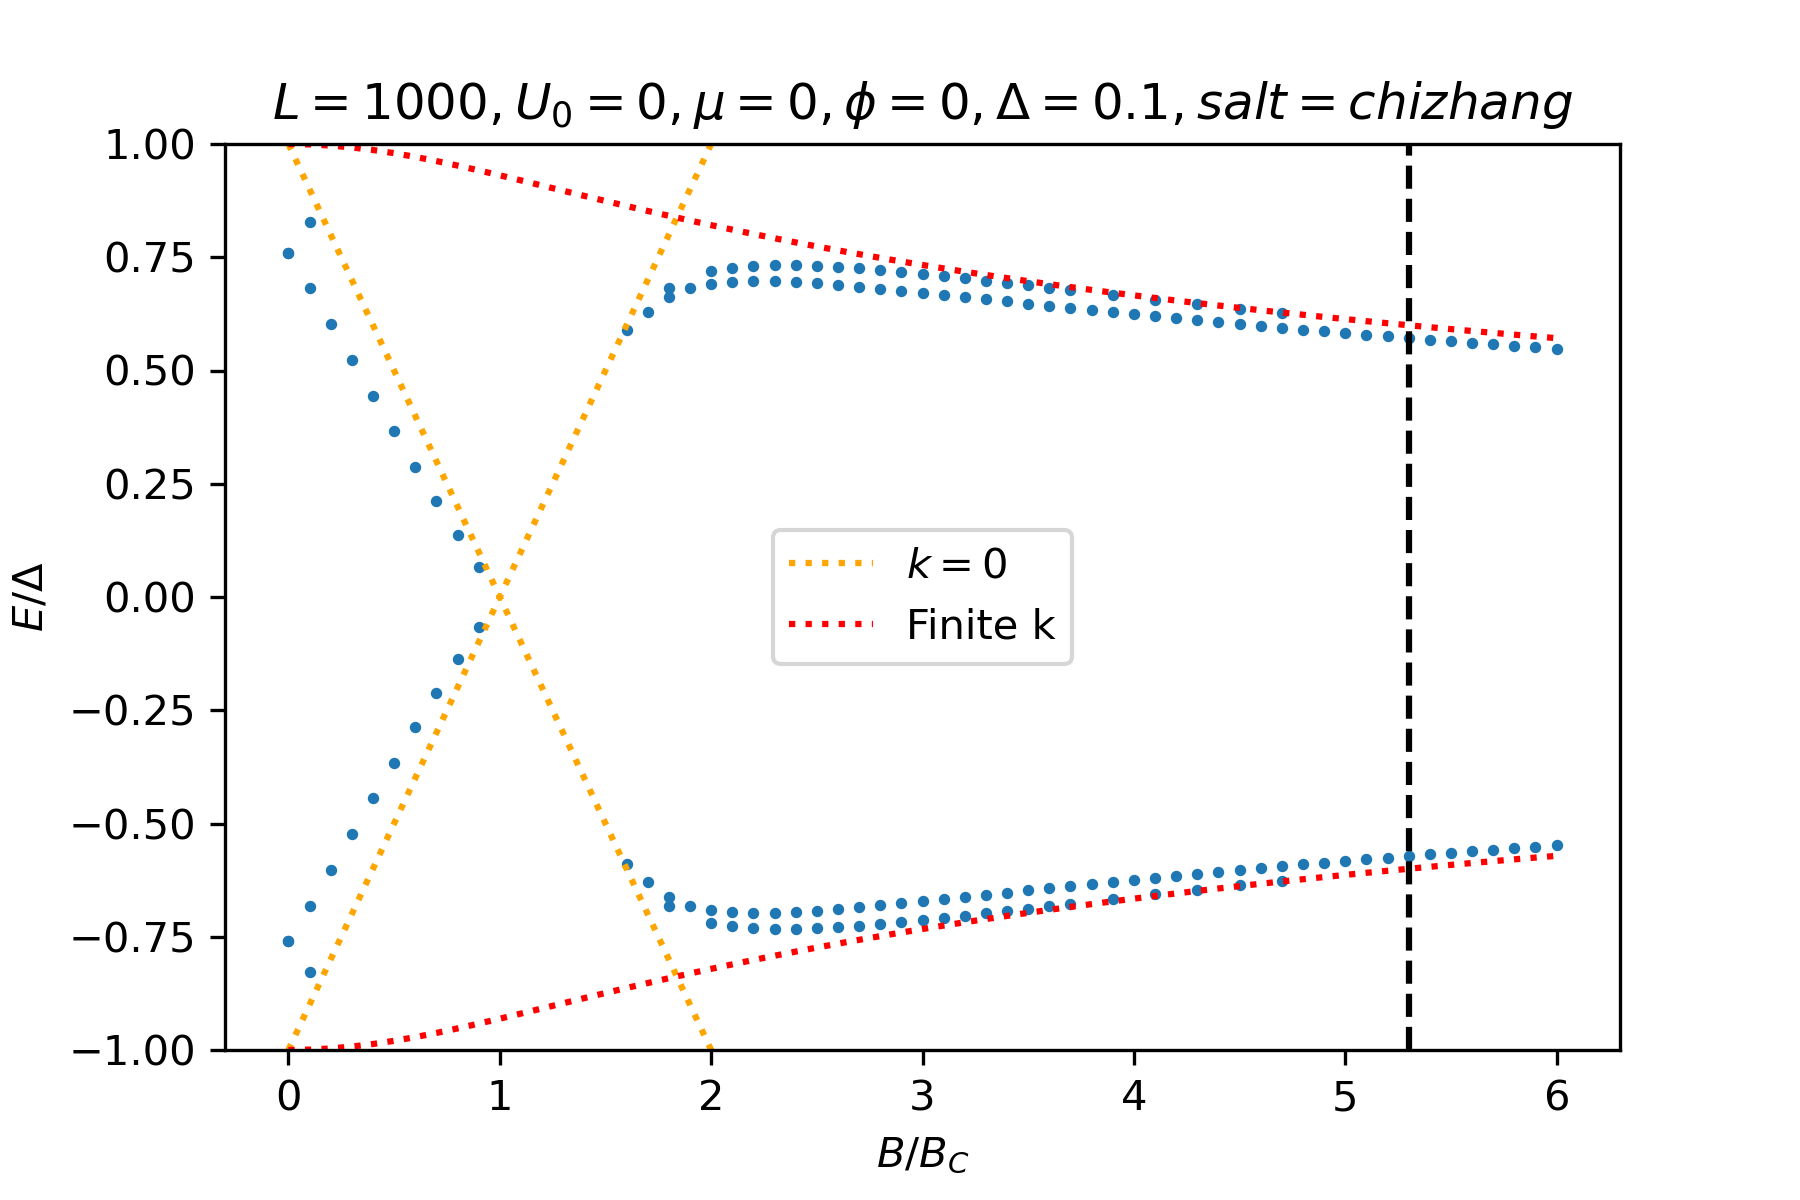 L = 1000, U₀ = 0, μ = 0, ϕ = 0, Δ = 0.1, salt = chizhang
1.00
0.75
0.50
0.25
0.00
−0.25
−0.50
−0.75
−1.00
E/Δ
k = 0
Finite k
0 1 2 3 4 5 6
B/B_C